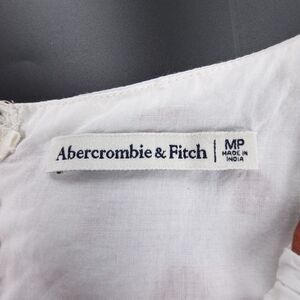 Abercrombie & Fitch
MP
MADE IN
INDIA